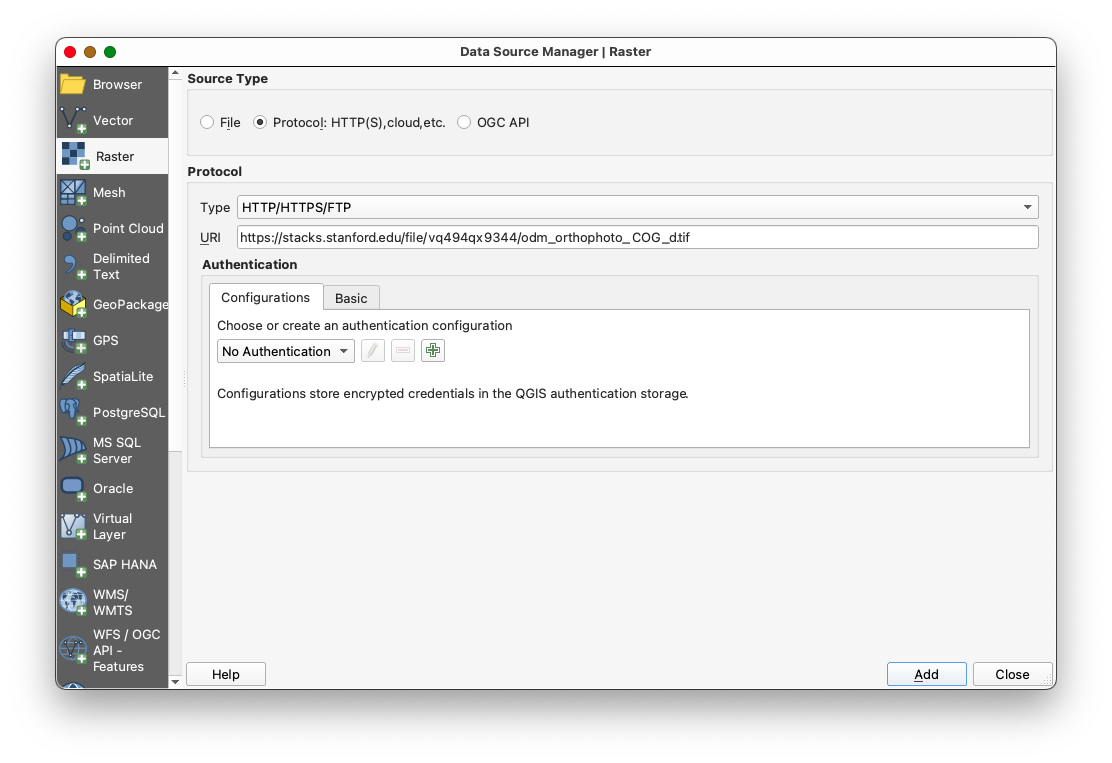 Data Source Manager | Raster
Browser
Vector
Raster
Mesh
Point Cloud
Delimited
Text
GeoPackage
GPS
SpatiaLite
PostgreSQL
MS SQL
Server
Oracle
Virtual
Layer
SAP HANA
WMS/
WMTS
WFS / OGC
API -
Features
Source Type
File
Protocol: HTTP(S),cloud,etc.
OGC API
Protocol
Type HTTP/HTTPS/FTP
URI https://stacks.stanford.edu/file/vq494qx9344/odm_orthophoto_COG_d.tif
Authentication
Configurations
Basic
Choose or create an authentication configuration
No Authentication
Configurations store encrypted credentials in the QGIS authentication storage.
Help
Add
Close